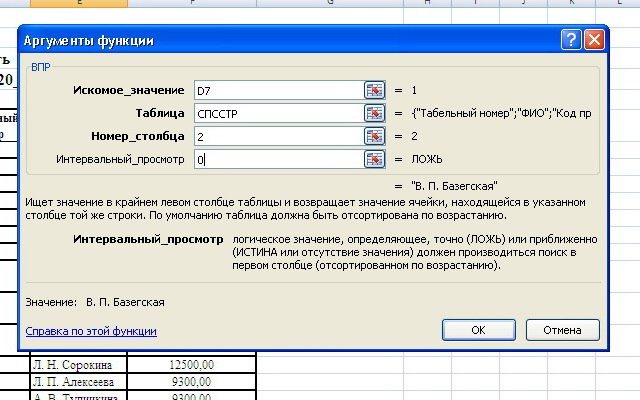 E F G H I J K
Аргументы функции
ть
20_
ный
р
ВПР
Искомое_значение D7 = 1
Таблица СПССТР = {"Табельный номер";"ФИО";"Код пр
Номер_столбца 2 = 2
Интервальный_просмотр 0 = ЛОЖЬ
= "В. П. Базегская"
Ищет значение в крайнем левом столбце таблицы и возвращает значение ячейки, находящейся в указанном
столбце той же строки. По умолчанию таблица должна быть отсортирована по возрастанию.
Интервальный_просмотр логическое значение, определяющее, точно (ЛОЖЬ) или приближенно
(ИСТИНА или отсутствие значения) должен производиться поиск в
первом столбце (отсортированном по возрастанию).
Значение: В. П. Базегская
Справка по этой функции OK Отмена
Л. Н. Сорокина 12500,00
Л. П. Алексеева 9300,00
А. В. Тупичкина 9300,00